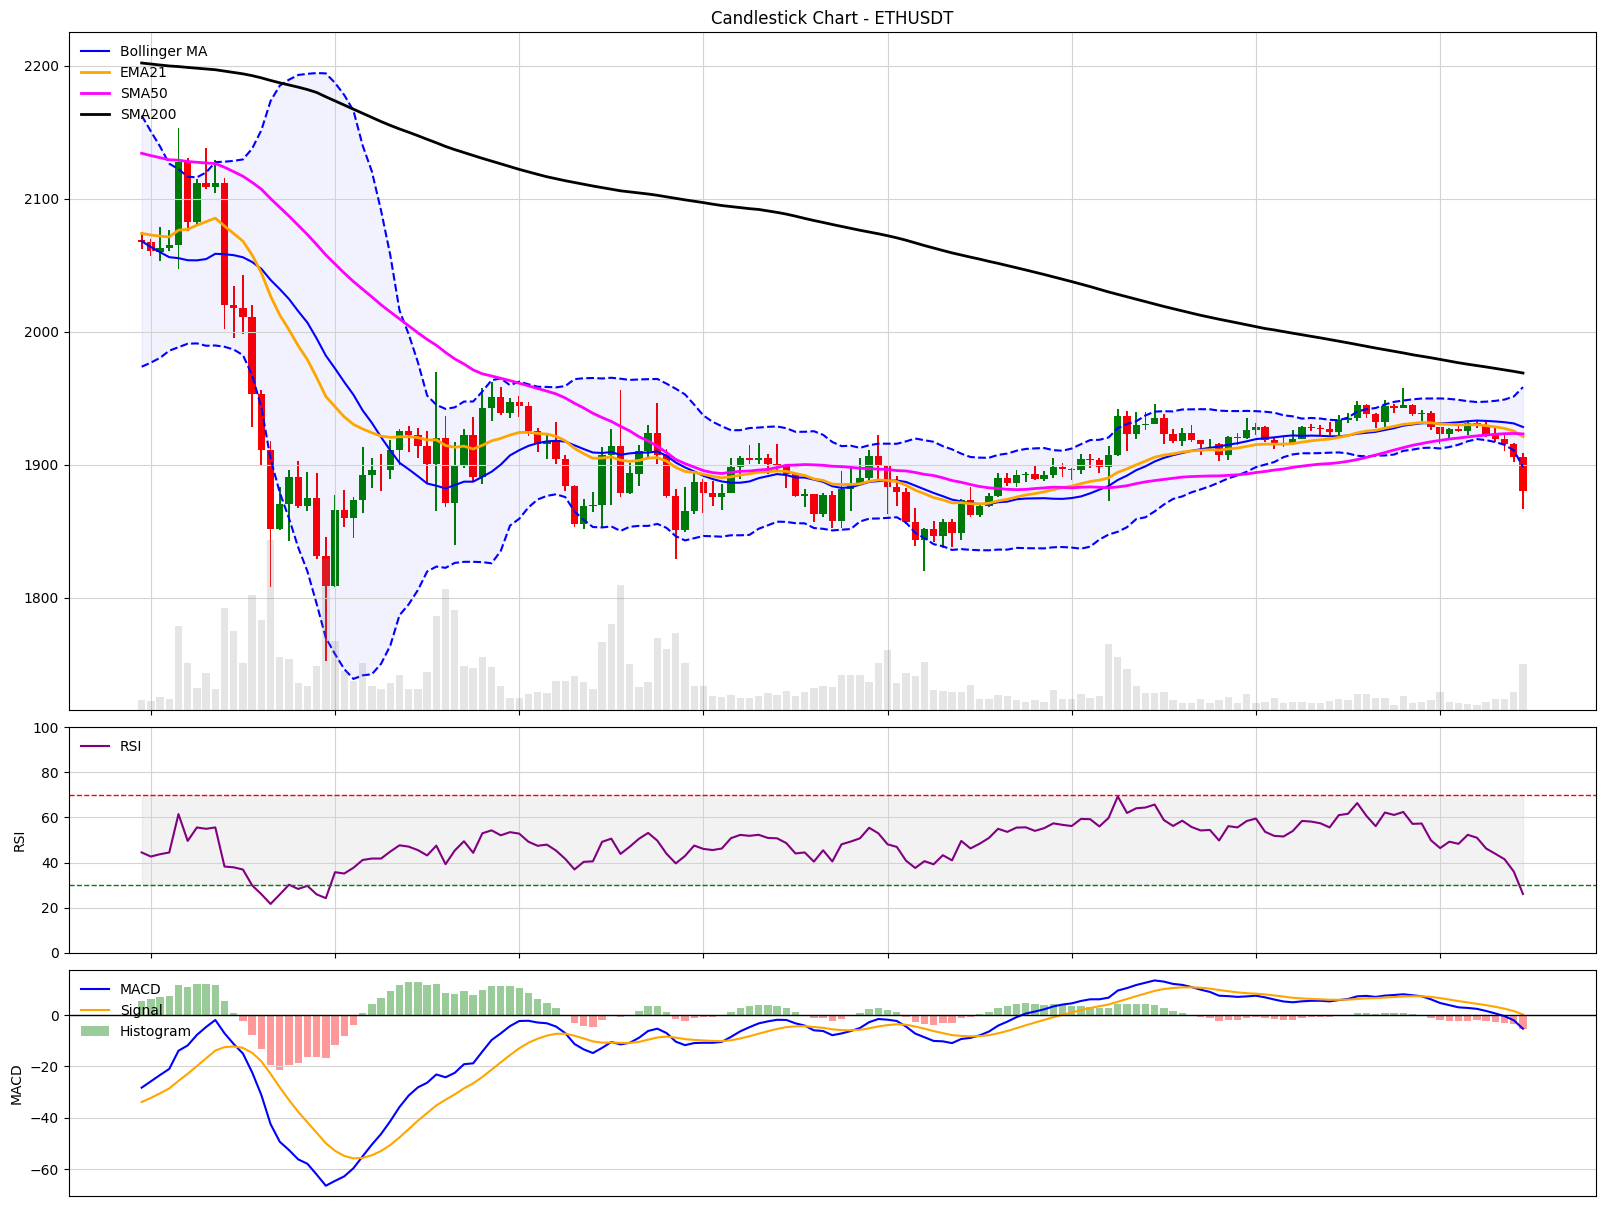 Candlestick Chart - ETHUSDT
Bollinger MA
EMA21
SMA50
SMA200
2200
2100
2000
1900
1800
RSI
100
80
60
40
20
0
RSI
MACD
Signal
Histogram
0
−20
−40
−60
MACD